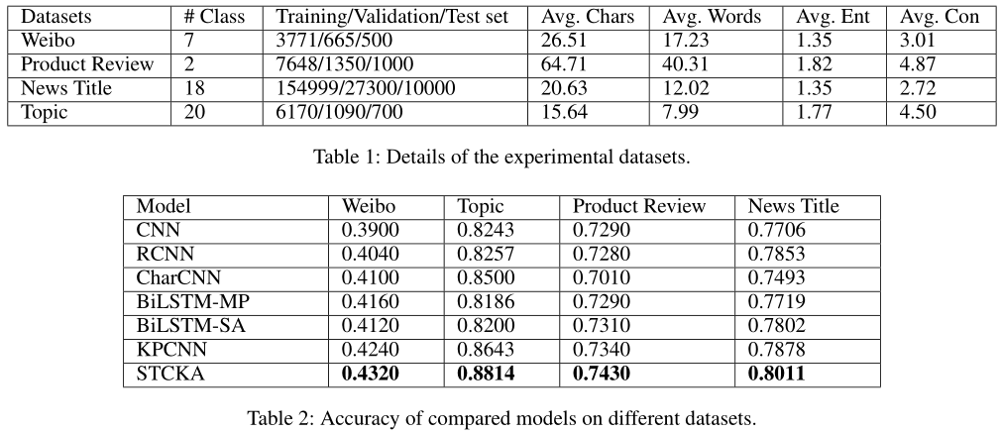 Datasets # Class Training/Validation/Test set Avg. Chars Avg. Words Avg. Ent Avg. Con
Weibo 7 3771/665/500 26.51 17.23 1.35 3.01
Product Review 2 7648/1350/1000 64.71 40.31 1.82 4.87
News Title 18 154999/27300/10000 20.63 12.02 1.35 2.72
Topic 20 6170/1090/700 15.64 7.99 1.77 4.50
Table 1: Details of the experimental datasets.
Model Weibo Topic Product Review News Title
CNN 0.3900 0.8243 0.7290 0.7706
RCNN 0.4040 0.8257 0.7280 0.7853
CharCNN 0.4100 0.8500 0.7010 0.7493
BiLSTM-MP 0.4160 0.8186 0.7290 0.7719
BiLSTM-SA 0.4120 0.8200 0.7310 0.7802
KPCNN 0.4240 0.8643 0.7340 0.7878
STCKA 0.4320 0.8814 0.7430 0.8011
Table 2: Accuracy of compared models on different datasets.